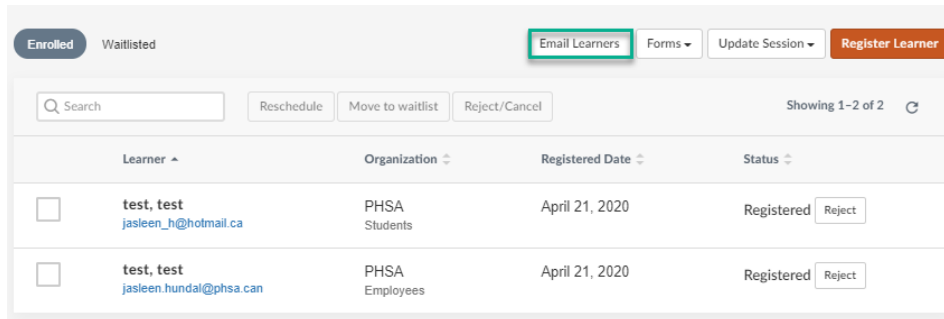 Enrolled Waitlisted Email Learners Forms Update Session Register Learner
Search Reschedule Move to waitlist Reject/Cancel Showing 1–2 of 2
Learner Organization Registered Date Status
test, test PHSA April 21, 2020 Registered Reject
jasleen_h@hotmail.ca Students
test, test PHSA April 21, 2020 Registered Reject
jasleen.hundal@phsa.can Employees